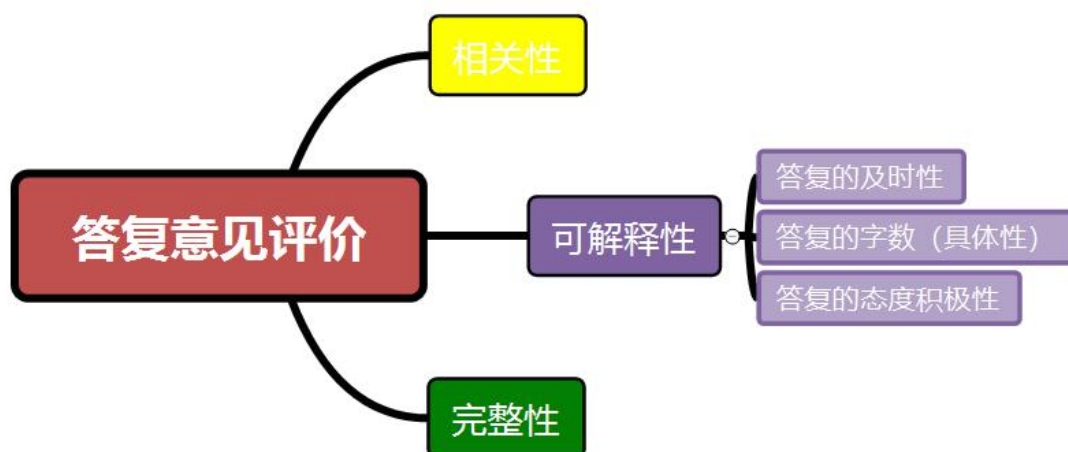 相关性
答复意见评价
可解释性
答复的及时性
答复的字数（具体性）
答复的态度积极性
完整性